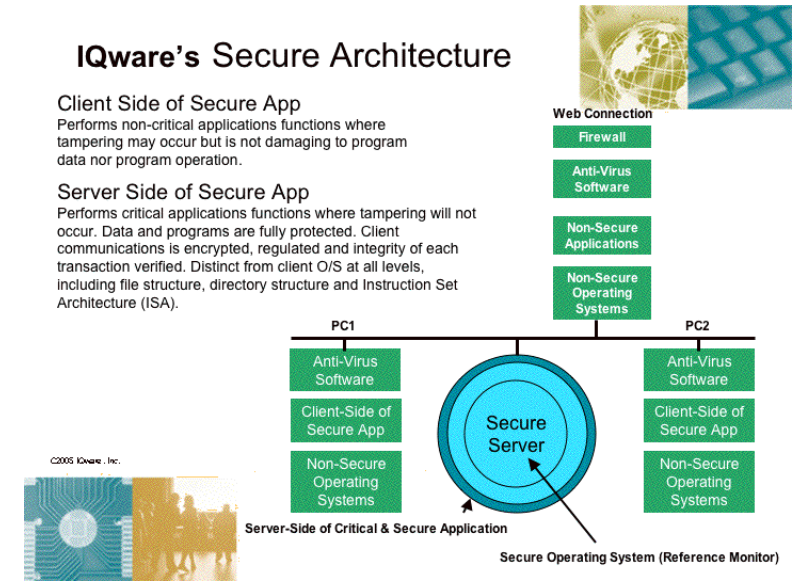 IQware's Secure Architecture
Client Side of Secure App
Performs non-critical applications functions where
tampering may occur but is not damaging to program
data nor program operation.
Server Side of Secure App
Performs critical applications functions where tampering will not
occur. Data and programs are fully protected. Client
communications is encrypted, regulated and integrity of each
transaction verified. Distinct from client O/S at all levels,
including file structure, directory structure and Instruction Set
Architecture (ISA).
Web Connection
Firewall
Anti-Virus
Software
Non-Secure
Applications
Non-Secure
Operating
Systems
PC1
Anti-Virus
Software
Client-Side of
Secure App
Non-Secure
Operating
Systems
Secure
Server
PC2
Anti-Virus
Software
Client-Side of
Secure App
Non-Secure
Operating
Systems
©2005 IQware, Inc.
Server-Side of Critical & Secure Application
Secure Operating System (Reference Monitor)